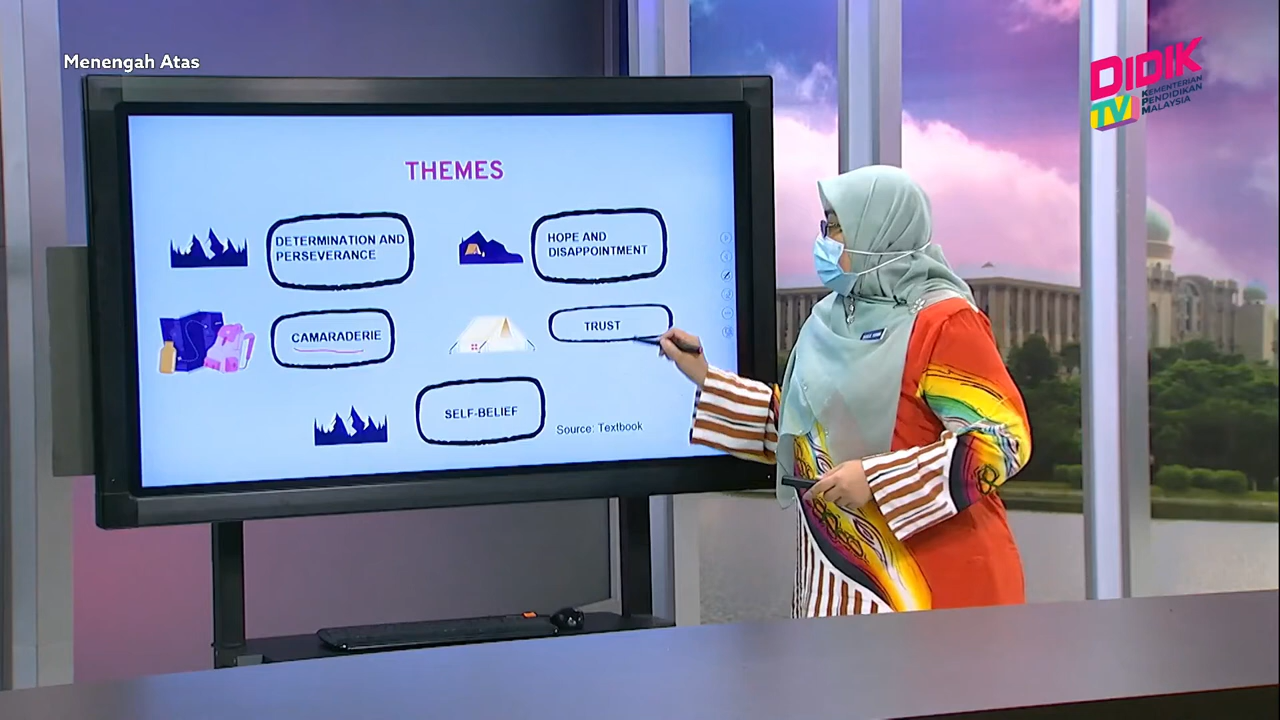 Menengah Atas
DIDIK
TV
KEMENTERIAN
PENDIDIKAN
MALAYSIA
THEMES
DETERMINATION AND
PERSEVERANCE
HOPE AND
DISAPPOINTMENT
CAMARADERIE
TRUST
SELF-BELIEF
Source: Textbook